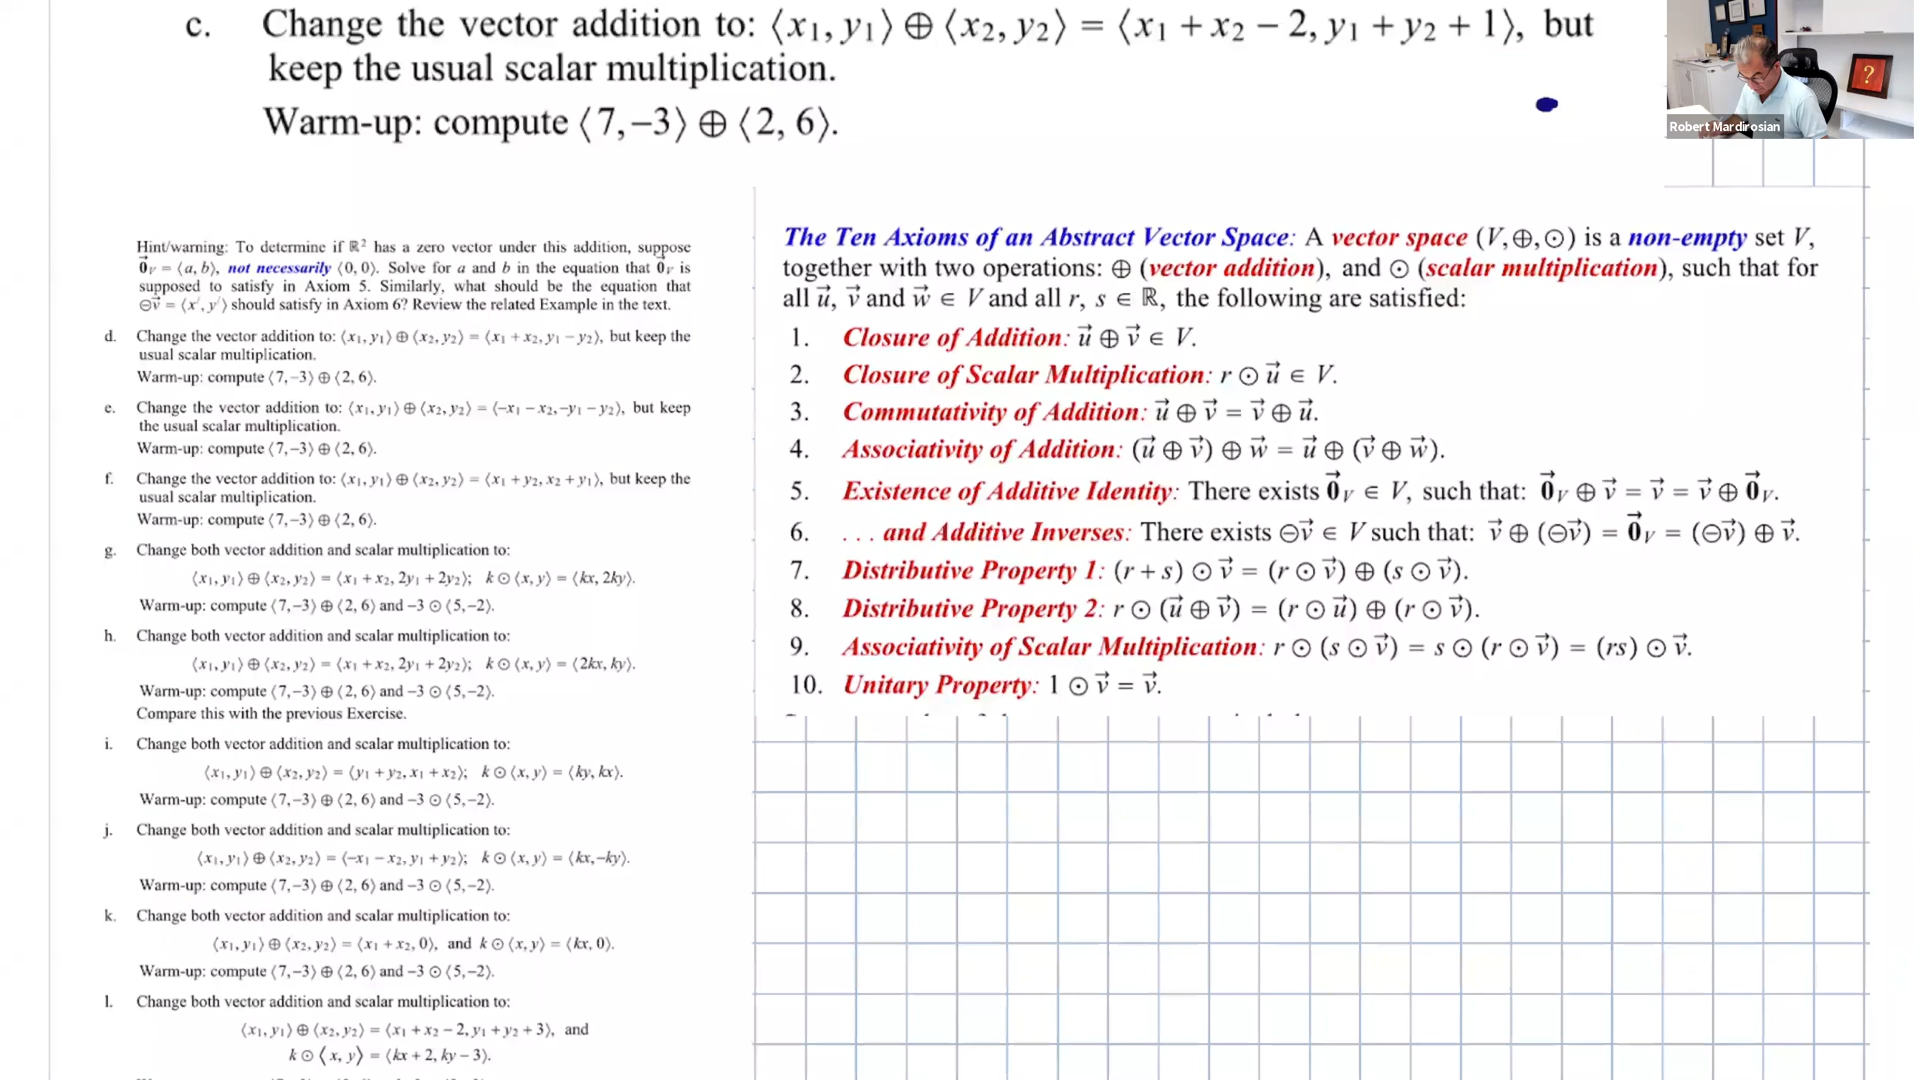 c. Change the vector addition to: ⟨x₁, y₁⟩ ⊕ ⟨x₂, y₂⟩ = ⟨x₁ + x₂ − 2, y₁ + y₂ + 1⟩, but
keep the usual scalar multiplication.
Warm-up: compute ⟨7, −3⟩ ⊕ ⟨2, 6⟩.
?
Robert Mardirosian
Hint/warning: To determine if ℝ² has a zero vector under this addition, suppose
0⃗ᵥ = ⟨a, b⟩, not necessarily ⟨0, 0⟩. Solve for a and b in the equation that 0⃗ᵥ is
supposed to satisfy in Axiom 5. Similarly, what should be the equation that
⊖v⃗ = ⟨x′, y′⟩ should satisfy in Axiom 6? Review the related Example in the text.
d. Change the vector addition to: ⟨x₁, y₁⟩ ⊕ ⟨x₂, y₂⟩ = ⟨x₁ + x₂, y₁ − y₂⟩, but keep the
usual scalar multiplication.
Warm-up: compute ⟨7, −3⟩ ⊕ ⟨2, 6⟩.
e. Change the vector addition to: ⟨x₁, y₁⟩ ⊕ ⟨x₂, y₂⟩ = ⟨−x₁ − x₂, −y₁ − y₂⟩, but keep
the usual scalar multiplication.
Warm-up: compute ⟨7, −3⟩ ⊕ ⟨2, 6⟩.
f. Change the vector addition to: ⟨x₁, y₁⟩ ⊕ ⟨x₂, y₂⟩ = ⟨x₁ + y₂, x₂ + y₁⟩, but keep the
usual scalar multiplication.
Warm-up: compute ⟨7, −3⟩ ⊕ ⟨2, 6⟩.
g. Change both vector addition and scalar multiplication to:
⟨x₁, y₁⟩ ⊕ ⟨x₂, y₂⟩ = ⟨x₁ + x₂, 2y₁ + 2y₂⟩; k ⊙ ⟨x, y⟩ = ⟨kx, 2ky⟩.
Warm-up: compute ⟨7, −3⟩ ⊕ ⟨2, 6⟩ and −3 ⊙ ⟨5, −2⟩.
h. Change both vector addition and scalar multiplication to:
⟨x₁, y₁⟩ ⊕ ⟨x₂, y₂⟩ = ⟨x₁ + x₂, 2y₁ + 2y₂⟩; k ⊙ ⟨x, y⟩ = ⟨2kx, ky⟩.
Warm-up: compute ⟨7, −3⟩ ⊕ ⟨2, 6⟩ and −3 ⊙ ⟨5, −2⟩.
Compare this with the previous Exercise.
i. Change both vector addition and scalar multiplication to:
⟨x₁, y₁⟩ ⊕ ⟨x₂, y₂⟩ = ⟨y₁ + y₂, x₁ + x₂⟩; k ⊙ ⟨x, y⟩ = ⟨ky, kx⟩.
Warm-up: compute ⟨7, −3⟩ ⊕ ⟨2, 6⟩ and −3 ⊙ ⟨5, −2⟩.
j. Change both vector addition and scalar multiplication to:
⟨x₁, y₁⟩ ⊕ ⟨x₂, y₂⟩ = ⟨−x₁ − x₂, y₁ + y₂⟩; k ⊙ ⟨x, y⟩ = ⟨kx, −ky⟩.
Warm-up: compute ⟨7, −3⟩ ⊕ ⟨2, 6⟩ and −3 ⊙ ⟨5, −2⟩.
k. Change both vector addition and scalar multiplication to:
⟨x₁, y₁⟩ ⊕ ⟨x₂, y₂⟩ = ⟨x₁ + x₂, 0⟩, and k ⊙ ⟨x, y⟩ = ⟨kx, 0⟩.
Warm-up: compute ⟨7, −3⟩ ⊕ ⟨2, 6⟩ and −3 ⊙ ⟨5, −2⟩.
l. Change both vector addition and scalar multiplication to:
⟨x₁, y₁⟩ ⊕ ⟨x₂, y₂⟩ = ⟨x₁ + x₂ − 2, y₁ + y₂ + 3⟩, and
k ⊙ ⟨x, y⟩ = ⟨kx + 2, ky − 3⟩.
The Ten Axioms of an Abstract Vector Space: A vector space (V, ⊕, ⊙) is a non-empty set V,
together with two operations: ⊕ (vector addition), and ⊙ (scalar multiplication), such that for
all u⃗, v⃗ and w⃗ ∈ V and all r, s ∈ ℝ, the following are satisfied:
1. Closure of Addition: u⃗ ⊕ v⃗ ∈ V.
2. Closure of Scalar Multiplication: r ⊙ u⃗ ∈ V.
3. Commutativity of Addition: u⃗ ⊕ v⃗ = v⃗ ⊕ u⃗.
4. Associativity of Addition: (u⃗ ⊕ v⃗) ⊕ w⃗ = u⃗ ⊕ (v⃗ ⊕ w⃗).
5. Existence of Additive Identity: There exists 0⃗ᵥ ∈ V, such that: 0⃗ᵥ ⊕ v⃗ = v⃗ = v⃗ ⊕ 0⃗ᵥ.
6. . . . and Additive Inverses: There exists ⊖v⃗ ∈ V such that: v⃗ ⊕ (⊖v⃗) = 0⃗ᵥ = (⊖v⃗) ⊕ v⃗.
7. Distributive Property 1: (r + s) ⊙ v⃗ = (r ⊙ v⃗) ⊕ (s ⊙ v⃗).
8. Distributive Property 2: r ⊙ (u⃗ ⊕ v⃗) = (r ⊙ u⃗) ⊕ (r ⊙ v⃗).
9. Associativity of Scalar Multiplication: r ⊙ (s ⊙ v⃗) = s ⊙ (r ⊙ v⃗) = (rs) ⊙ v⃗.
10. Unitary Property: 1 ⊙ v⃗ = v⃗.